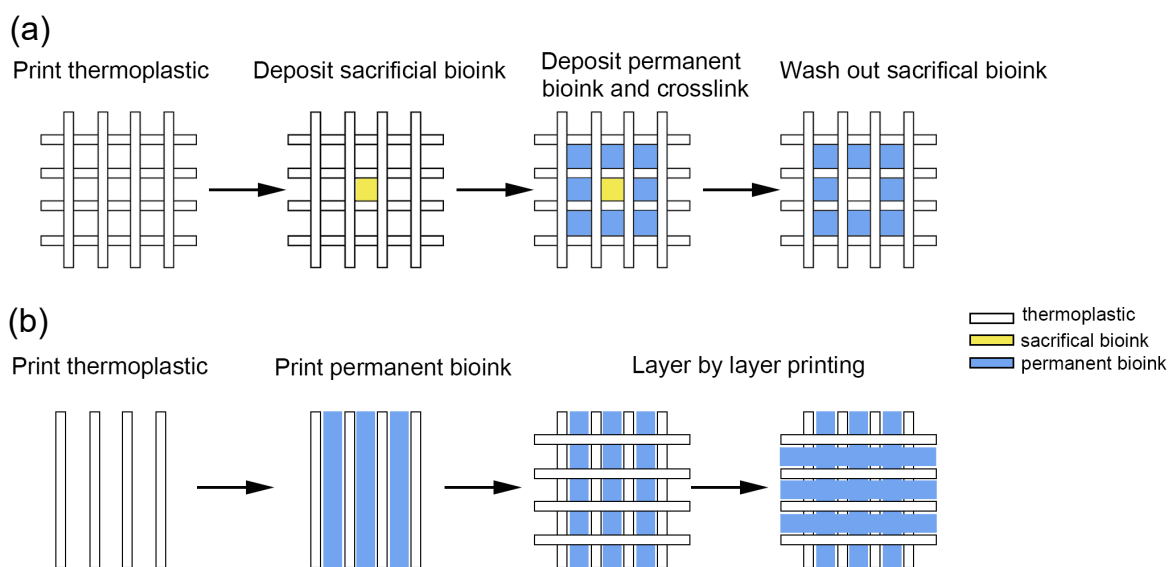 (a)
Print thermoplastic
Deposit sacrificial bioink
Deposit permanent
bioink and crosslink
Wash out sacrifical bioink
(b)
Print thermoplastic
Print permanent bioink
Layer by layer printing
thermoplastic
sacrifical bioink
permanent bioink